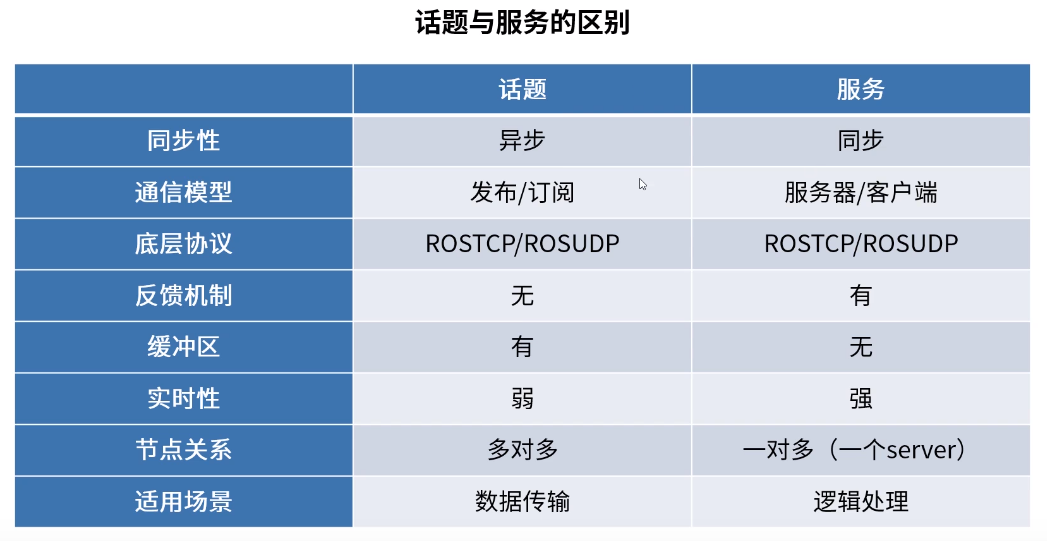 话题与服务的区别
话题 服务
同步性 异步 同步
通信模型 发布/订阅 服务器/客户端
底层协议 ROSTCP/ROSUDP ROSTCP/ROSUDP
反馈机制 无 有
缓冲区 有 无
实时性 弱 强
节点关系 多对多 一对多（一个server）
适用场景 数据传输 逻辑处理